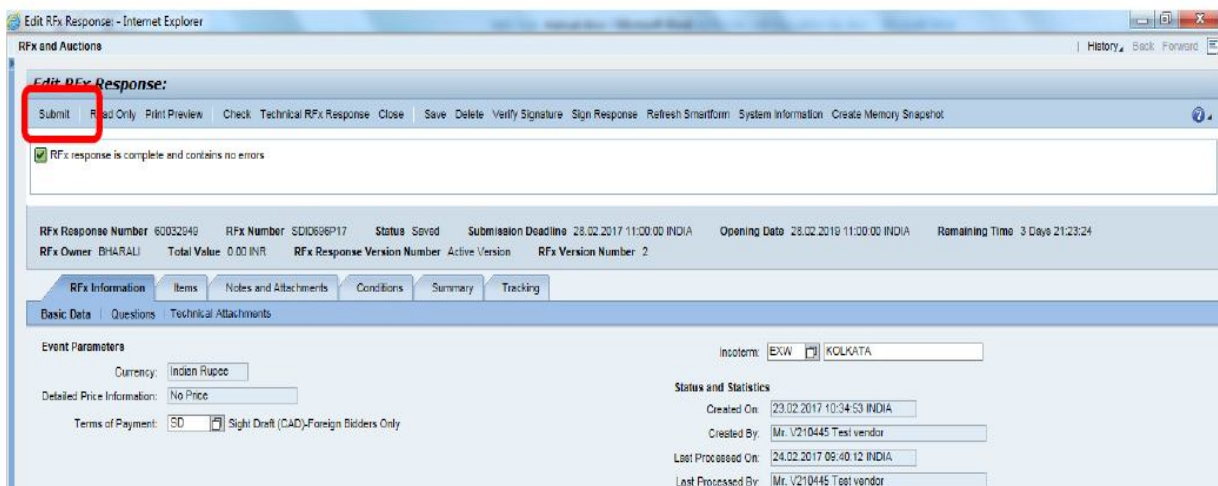 Edit RFx Response: - Internet Explorer
RFx and Auctions
History Back Forward
Edit RFx Response:
Submit Read Only Print Preview Check Technical RFx Response Close Save Delete Verify Signature Sign Response Refresh Smartform System Information Create Memory Snapshot
RFx response is complete and contains no errors
RFx Response Number 60032949 RFx Number SDI0696P17 Status Saved Submission Deadline 28.02.2017 11:00:00 INDIA Opening Date 28.02.2019 11:00:00 INDIA Remaining Time 3 Days 21:23:24
RFx Owner BHARALI Total Value 0.00 INR RFx Response Version Number Active Version RFx Version Number 2
RFx Information Items Notes and Attachments Conditions Summary Tracking
Basic Data Questions Technical Attachments
Event Parameters
Incoterm: EXW KOLKATA
Currency: Indian Rupee
Status and Statistics
Detailed Price Information: No Price
Created On: 23.02.2017 10:34:53 INDIA
Terms of Payment: SD Sight Draft (CAD)-Foreign Bidders Only
Created By: Mr. V210445 Test vendor
Last Processed On: 24.02.2017 09:40:12 INDIA
Last Processed By: Mr. V210445 Test vendor